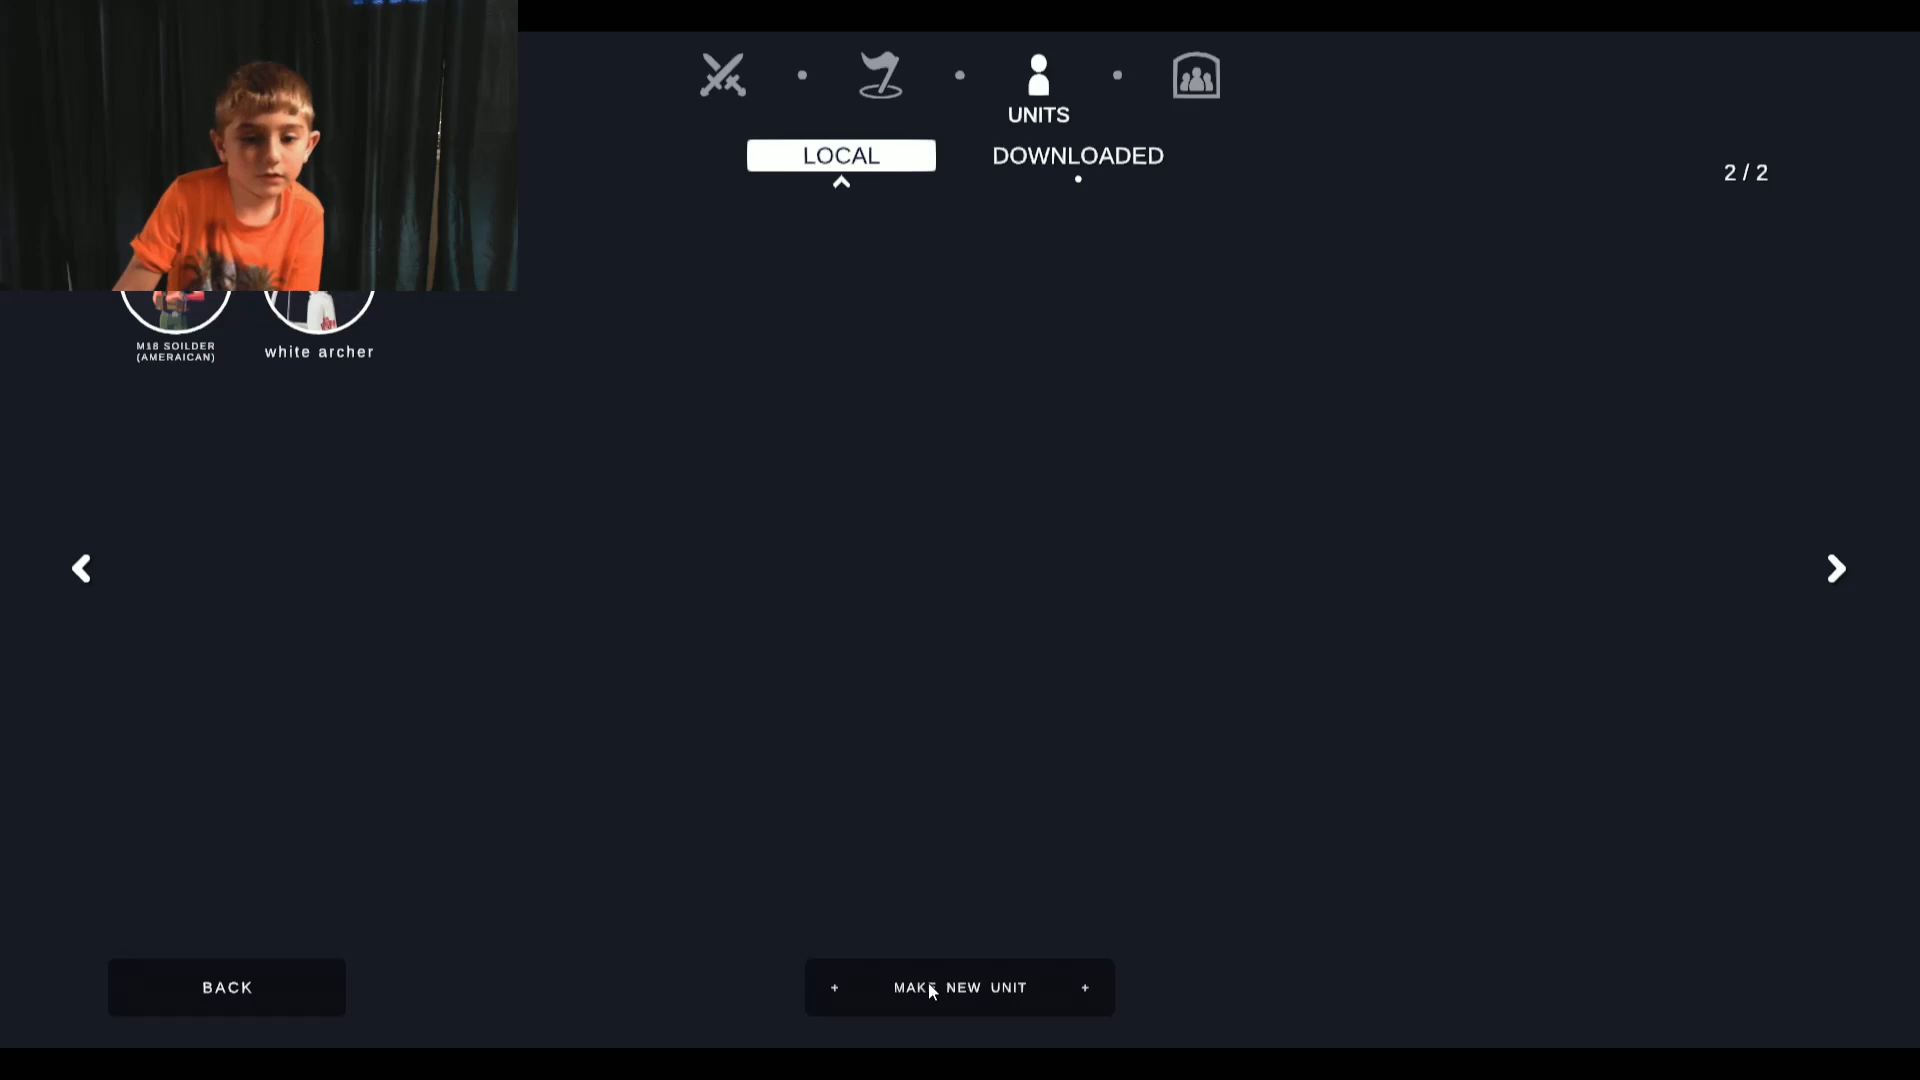 UNITS
LOCAL
DOWNLOADED
2 / 2
M18 SOILDER
(AMERAICAN)
white archer
BACK
+ MAKE NEW UNIT +